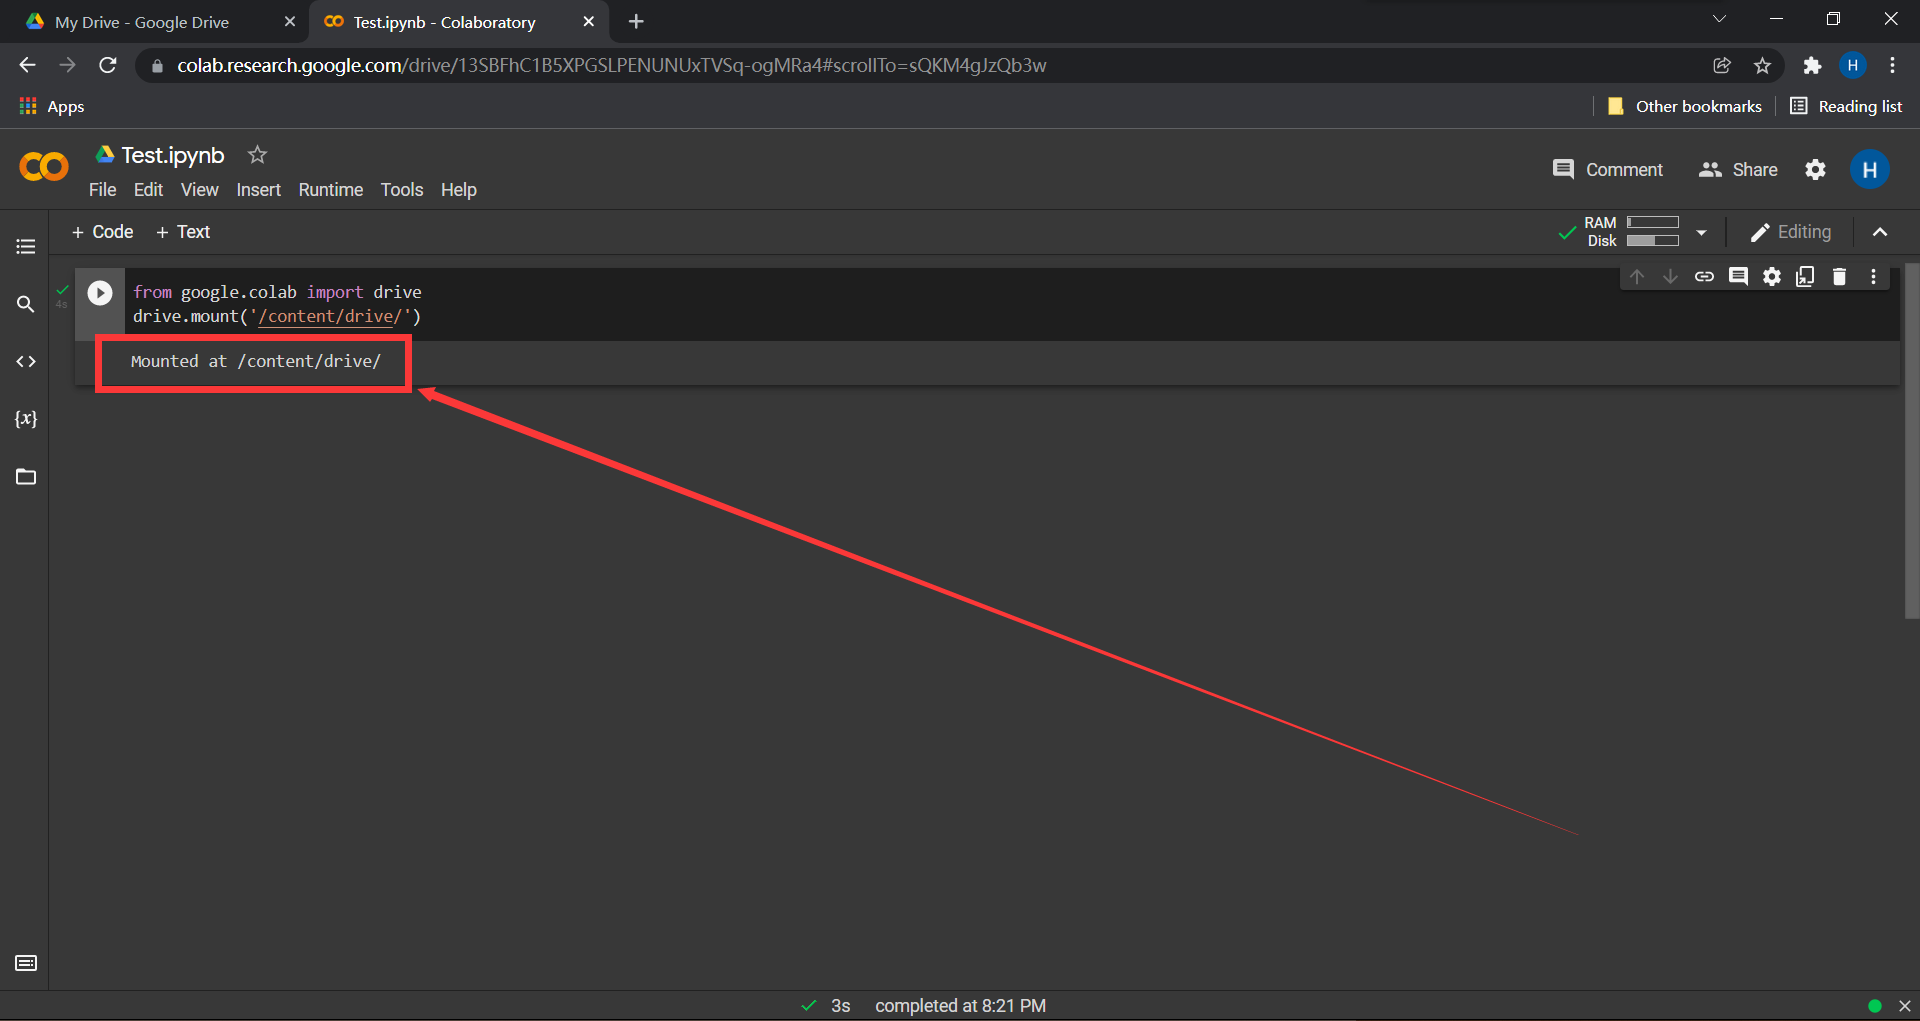 My Drive - Google Drive
Test.ipynb - Colaboratory
colab.research.google.com/drive/13SBFhC1B5XPGSLPENUNUxTVSq-ogMRa4#scrollTo=sQKM4gJzQb3w
H
Apps
Other bookmarks
Reading list
Test.ipynb
File Edit View Insert Runtime Tools Help
Comment
Share
H
+ Code + Text
RAM
Disk
Editing
4s
from google.colab import drive
drive.mount('/content/drive/')
Mounted at /content/drive/
{x}
3s completed at 8:21 PM